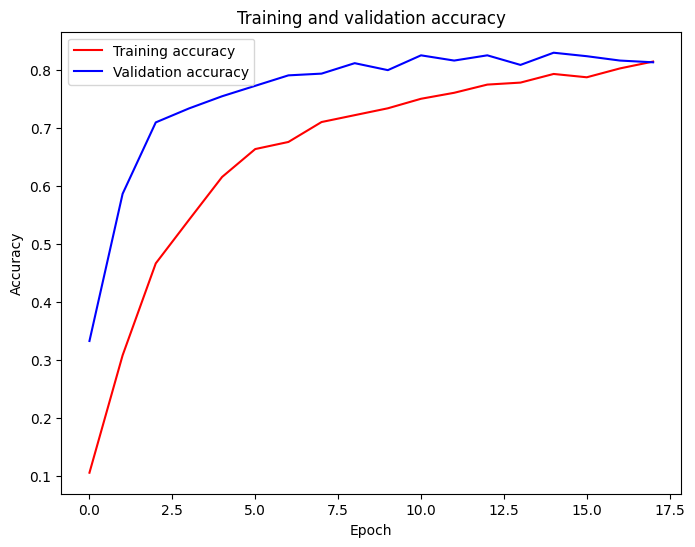 Training and validation accuracy
Training accuracy
Validation accuracy
0.8
0.7
0.6
0.5
0.4
0.3
0.2
0.1
Accuracy
0.0 2.5 5.0 7.5 10.0 12.5 15.0 17.5
Epoch